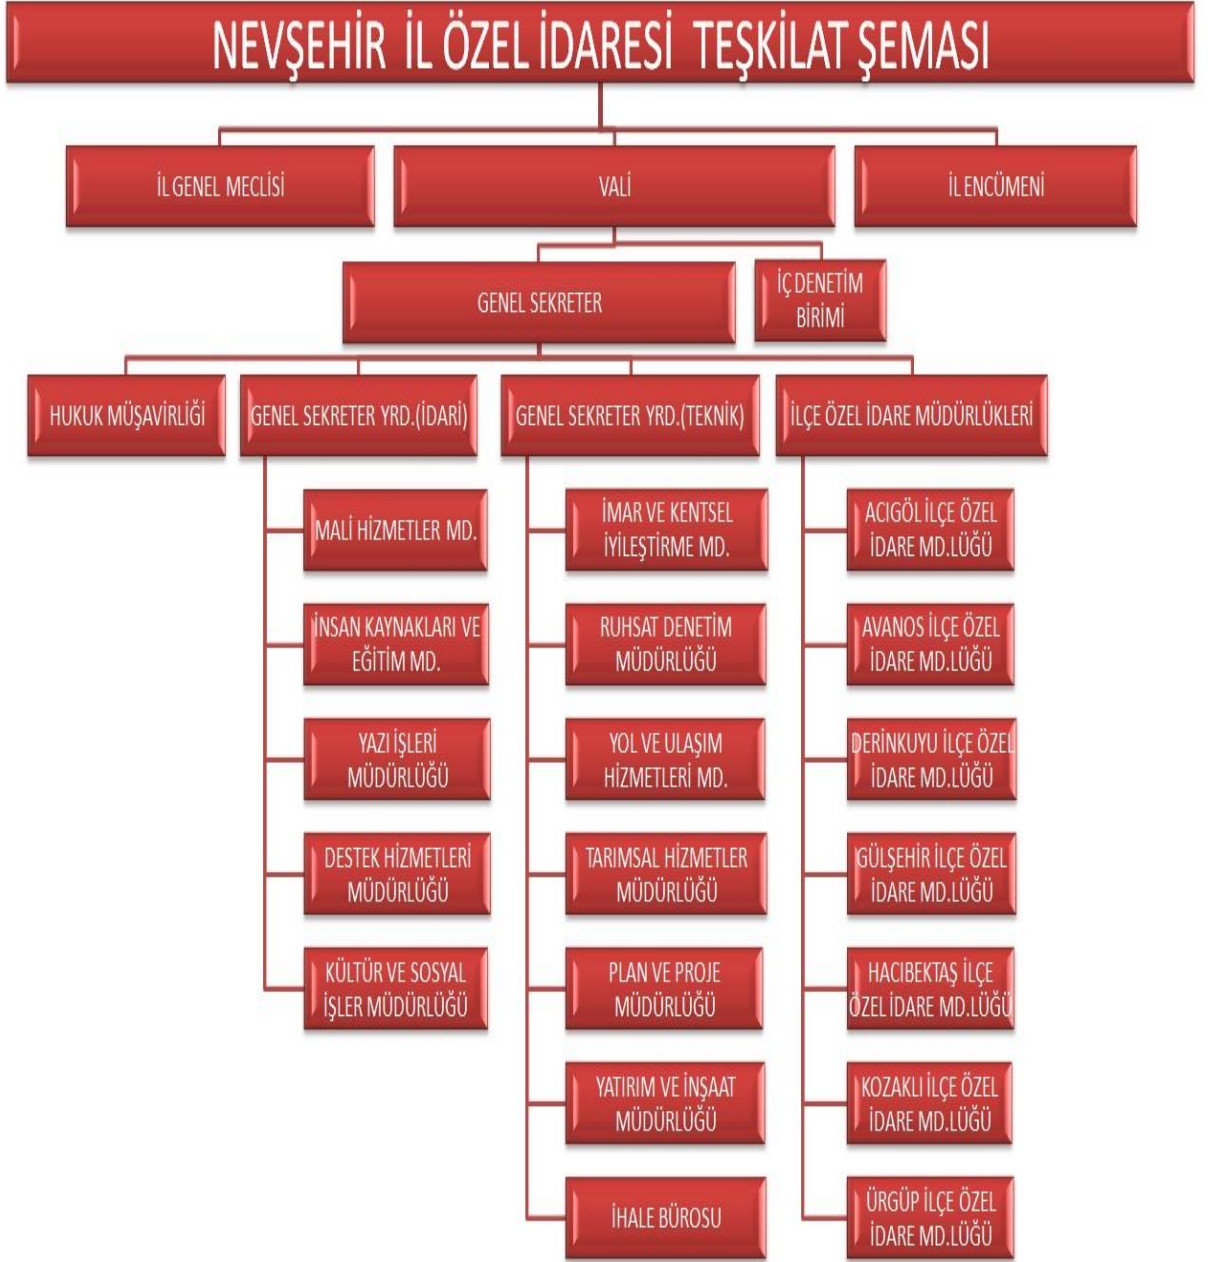 NEVŞEHİR İL ÖZEL İDARESİ TEŞKİLAT ŞEMASI
İL GENEL MECLİSİ
VALİ
İL ENCÜMENİ
GENEL SEKRETER
İÇ DENETİM
BİRİMİ
HUKUK MÜŞAVİRLİĞİ
GENEL SEKRETER YRD.(İDARİ)
GENEL SEKRETER YRD.(TEKNİK)
İLÇE ÖZEL İDARE MÜDÜRLÜKLERİ
MALİ HİZMETLER MD.
İNSAN KAYNAKLARI VE
EĞİTİM MD.
YAZI İŞLERİ
MÜDÜRLÜĞÜ
DESTEK HİZMETLERİ
MÜDÜRLÜĞÜ
KÜLTÜR VE SOSYAL
İŞLER MÜDÜRLÜĞÜ
İMAR VE KENTSEL
İYİLEŞTİRME MD.
RUHSAT DENETİM
MÜDÜRLÜĞÜ
YOL VE ULAŞIM
HİZMETLERİ MD.
TARIMSAL HİZMETLER
MÜDÜRLÜĞÜ
PLAN VE PROJE
MÜDÜRLÜĞÜ
YATIRIM VE İNŞAAT
MÜDÜRLÜĞÜ
İHALE BÜROSU
ACIGÖL İLÇE ÖZEL
İDARE MD.LÜĞÜ
AVANOS İLÇE ÖZEL
İDARE MD.LÜĞÜ
DERİNKUYU İLÇE ÖZEL
İDARE MD.LÜĞÜ
GÜLŞEHİR İLÇE ÖZEL
İDARE MD.LÜĞÜ
HACIBEKTAŞ İLÇE
ÖZEL İDARE MD.LÜĞÜ
KOZAKLI İLÇE ÖZEL
İDARE MD.LÜĞÜ
ÜRGÜP İLÇE ÖZEL
İDARE MD.LÜĞÜ